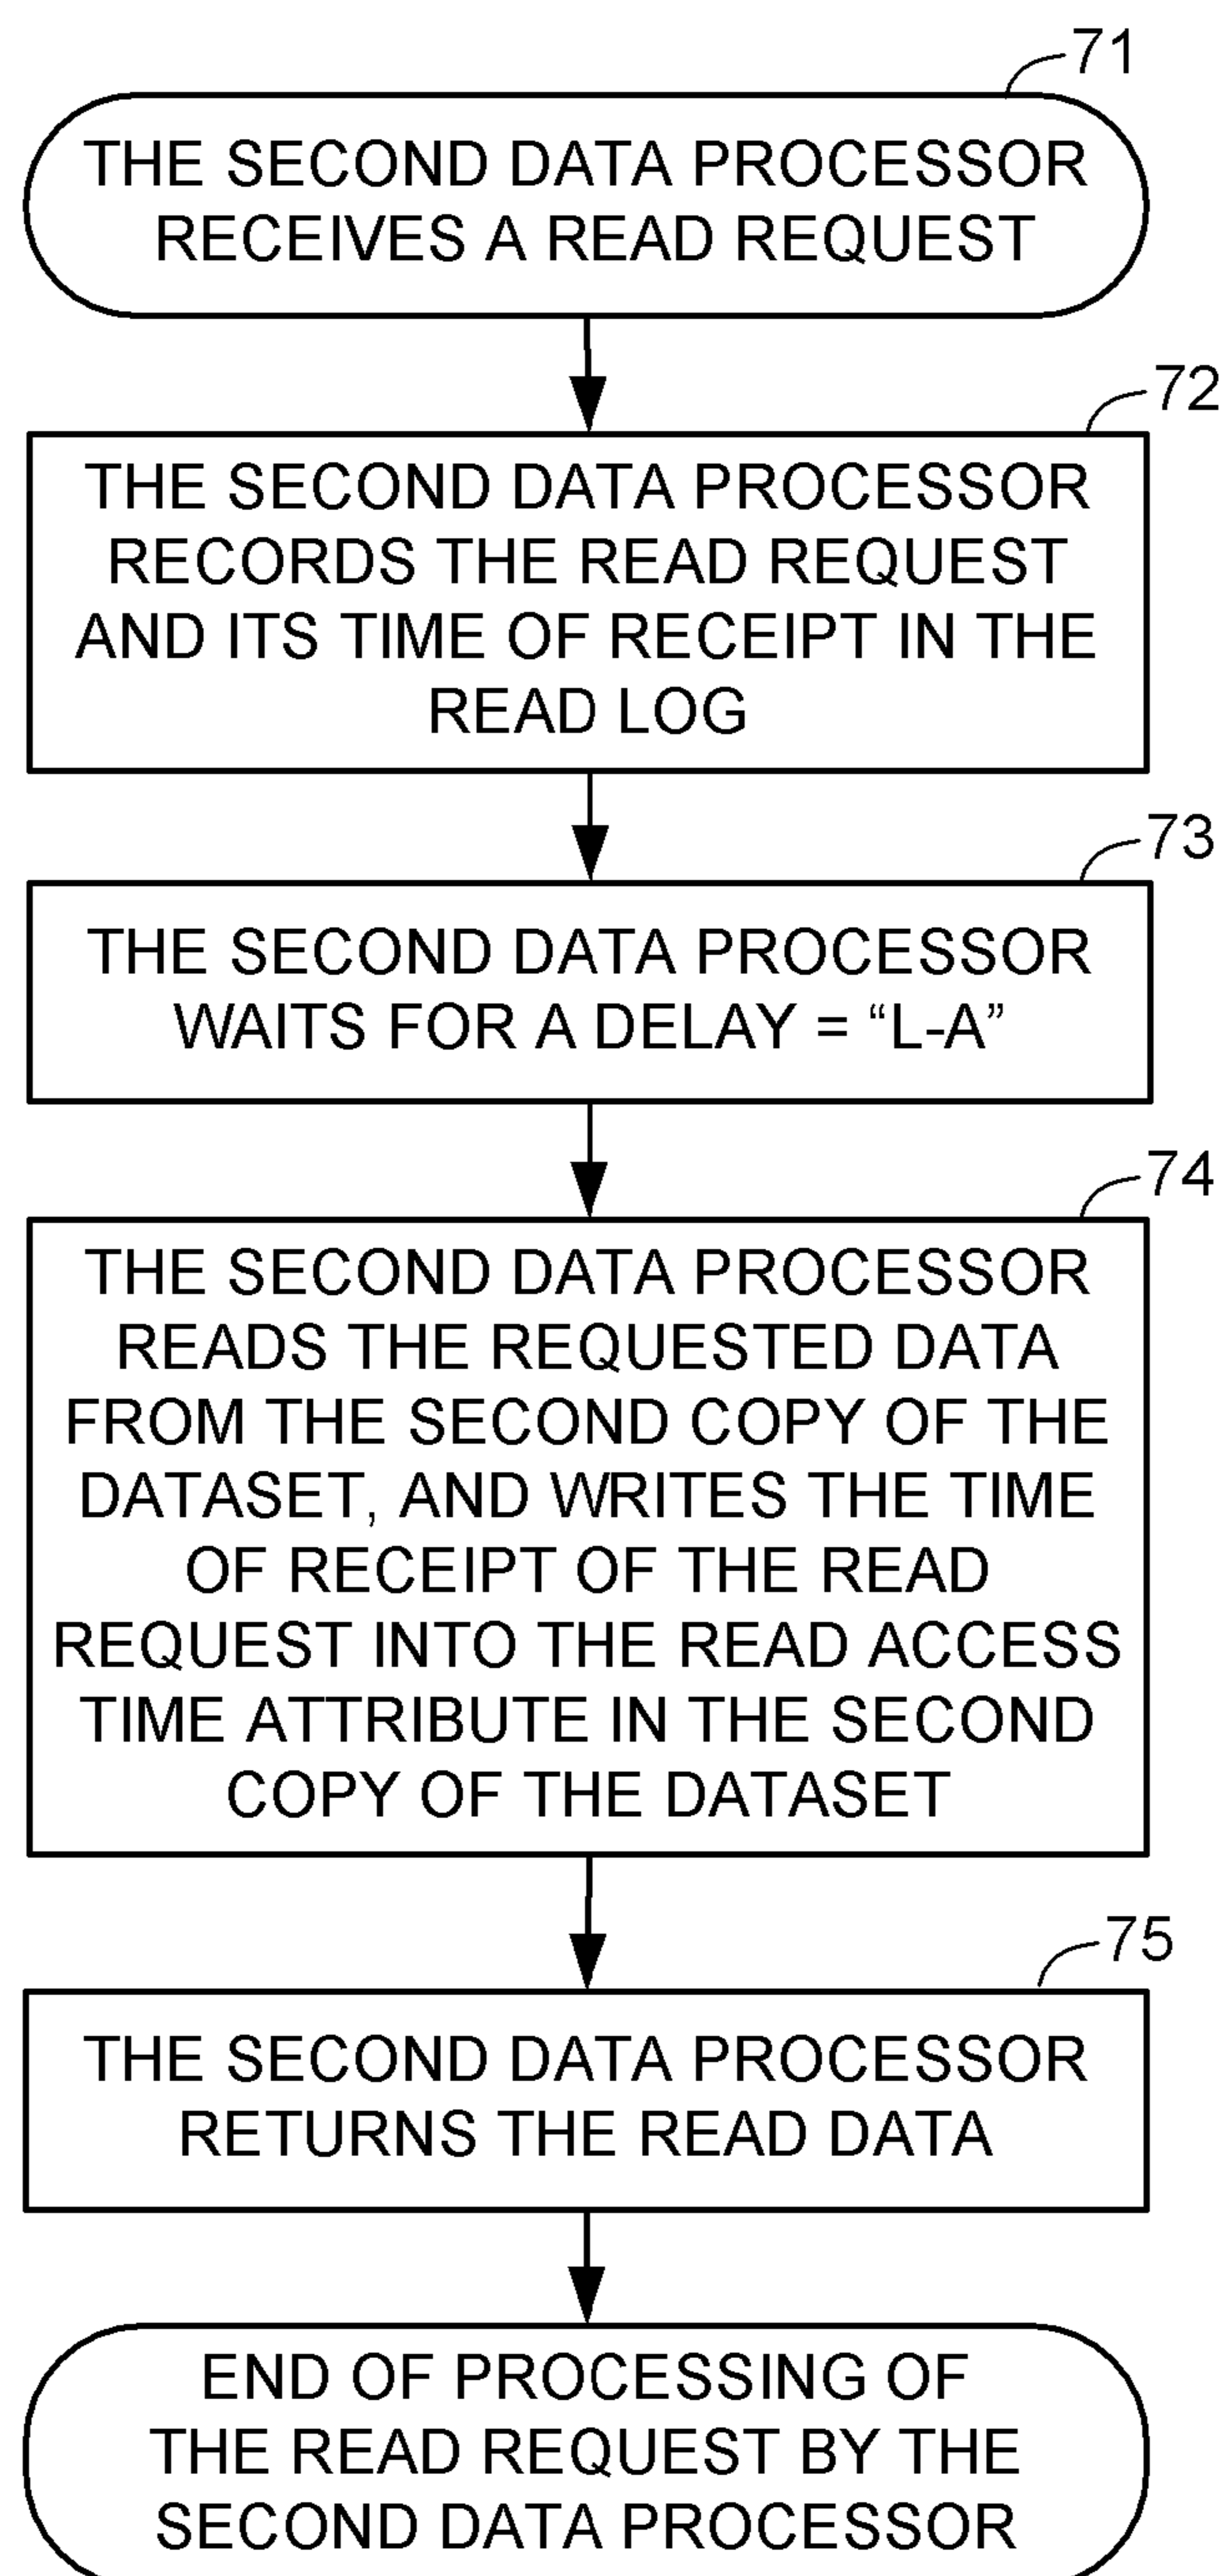 71
THE SECOND DATA PROCESSOR
RECEIVES A READ REQUEST
72
THE SECOND DATA PROCESSOR
RECORDS THE READ REQUEST
AND ITS TIME OF RECEIPT IN THE
READ LOG
73
THE SECOND DATA PROCESSOR
WAITS FOR A DELAY = “L-A”
74
THE SECOND DATA PROCESSOR
READS THE REQUESTED DATA
FROM THE SECOND COPY OF THE
DATASET, AND WRITES THE TIME
OF RECEIPT OF THE READ
REQUEST INTO THE READ ACCESS
TIME ATTRIBUTE IN THE SECOND
COPY OF THE DATASET
75
THE SECOND DATA PROCESSOR
RETURNS THE READ DATA
END OF PROCESSING OF
THE READ REQUEST BY THE
SECOND DATA PROCESSOR